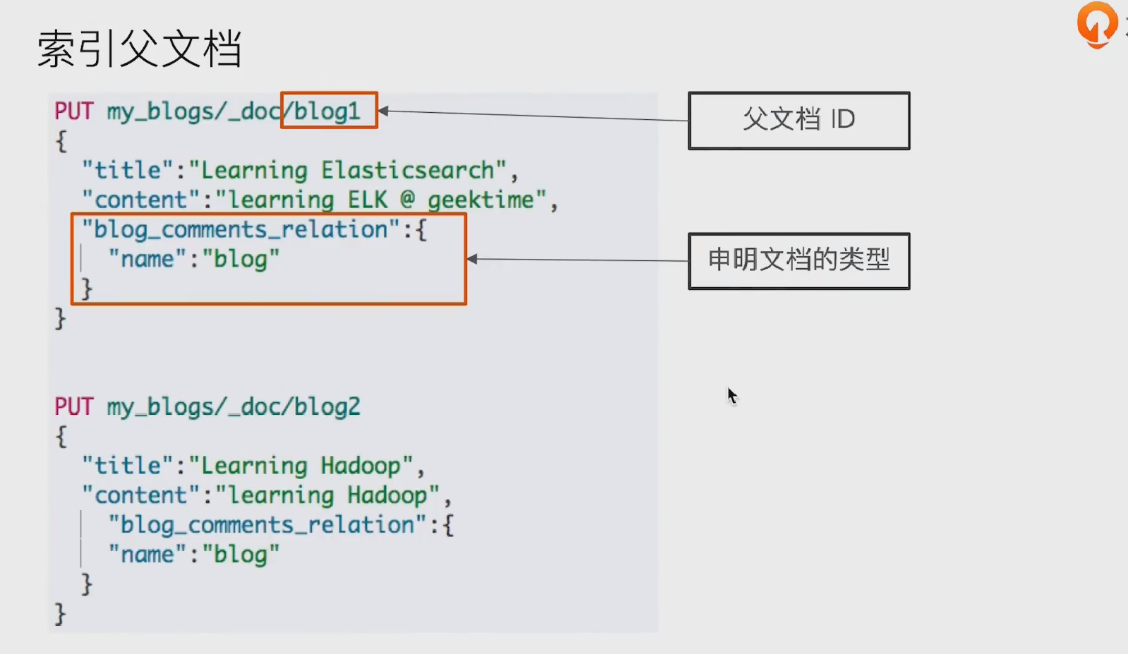 索引父文档
PUT my_blogs/_doc/blog1
{
  "title":"Learning Elasticsearch",
  "content":"learning ELK @ geektime",
  "blog_comments_relation":{
    "name":"blog"
  }
}
父文档 ID
申明文档的类型
PUT my_blogs/_doc/blog2
{
  "title":"Learning Hadoop",
  "content":"learning Hadoop",
    "blog_comments_relation":{
    "name":"blog"
  }
}